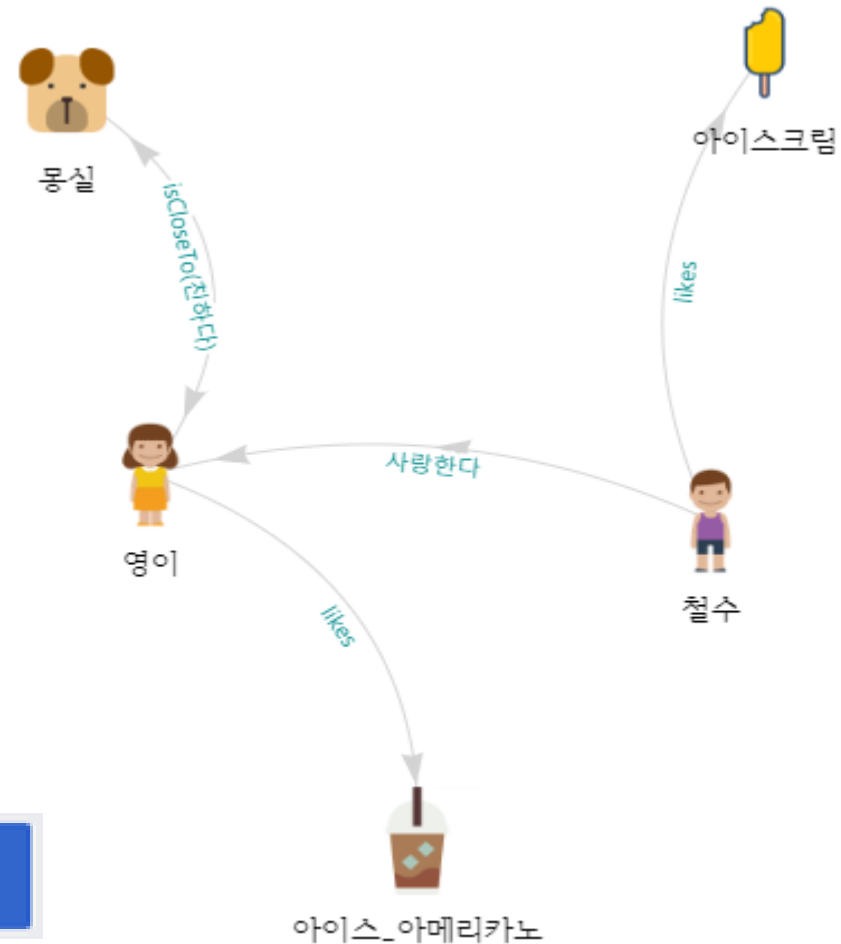 아이스크림
몽실
isCloseTo(친하다)
likes
사랑한다
영이
철수
likes
아이스_아메리카노